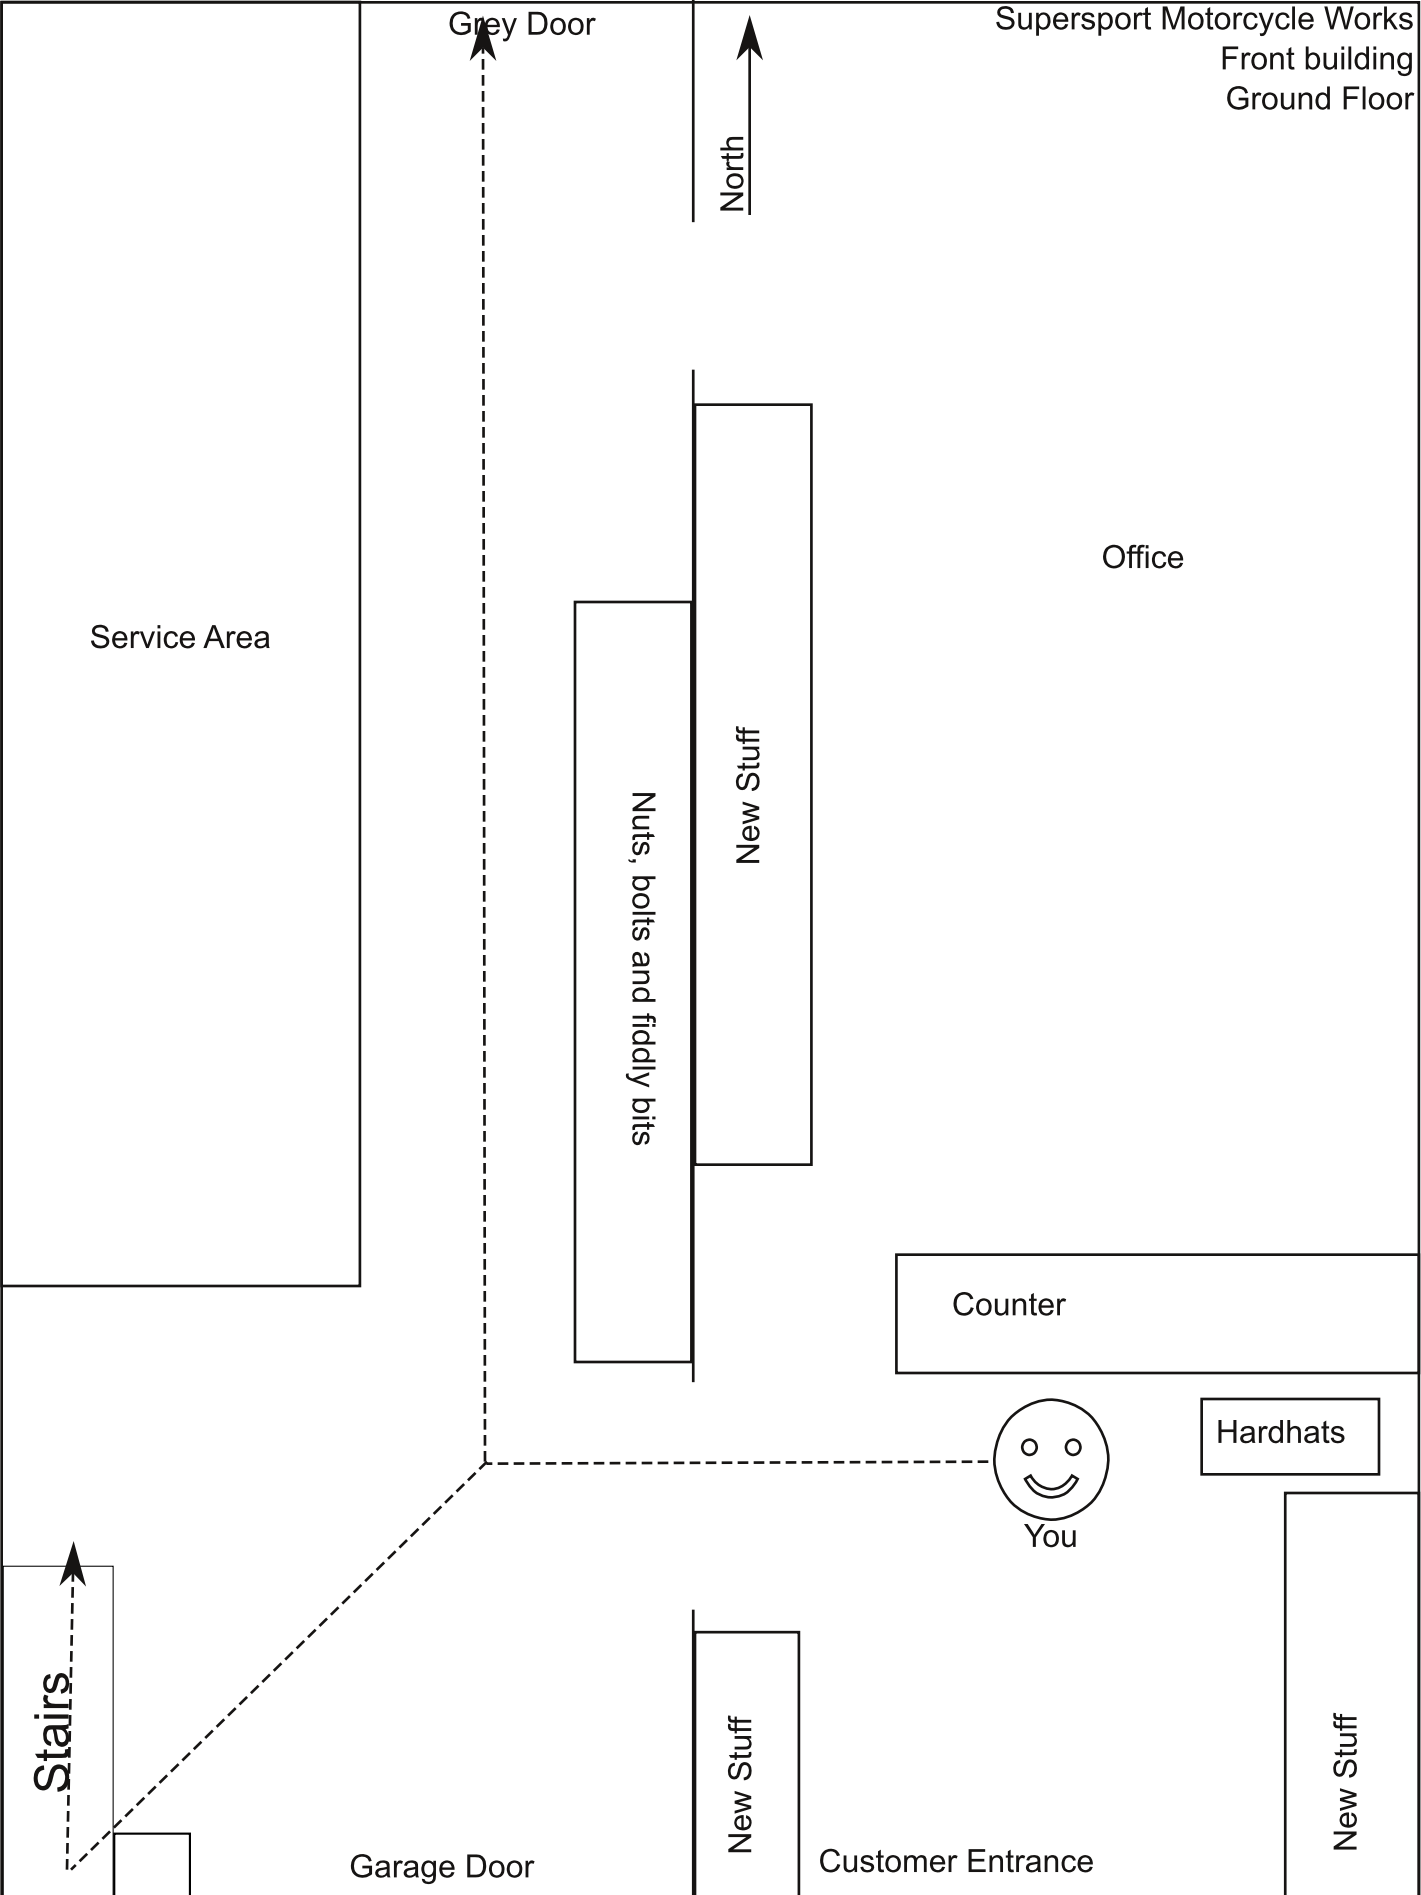 Grey Door
Supersport Motorcycle Works
Front building
Ground Floor
North
Office
Service Area
New Stuff
Nuts, bolts and fiddly bits
Counter
Hardhats
You
Stairs
New Stuff
New Stuff
Garage Door
Customer Entrance